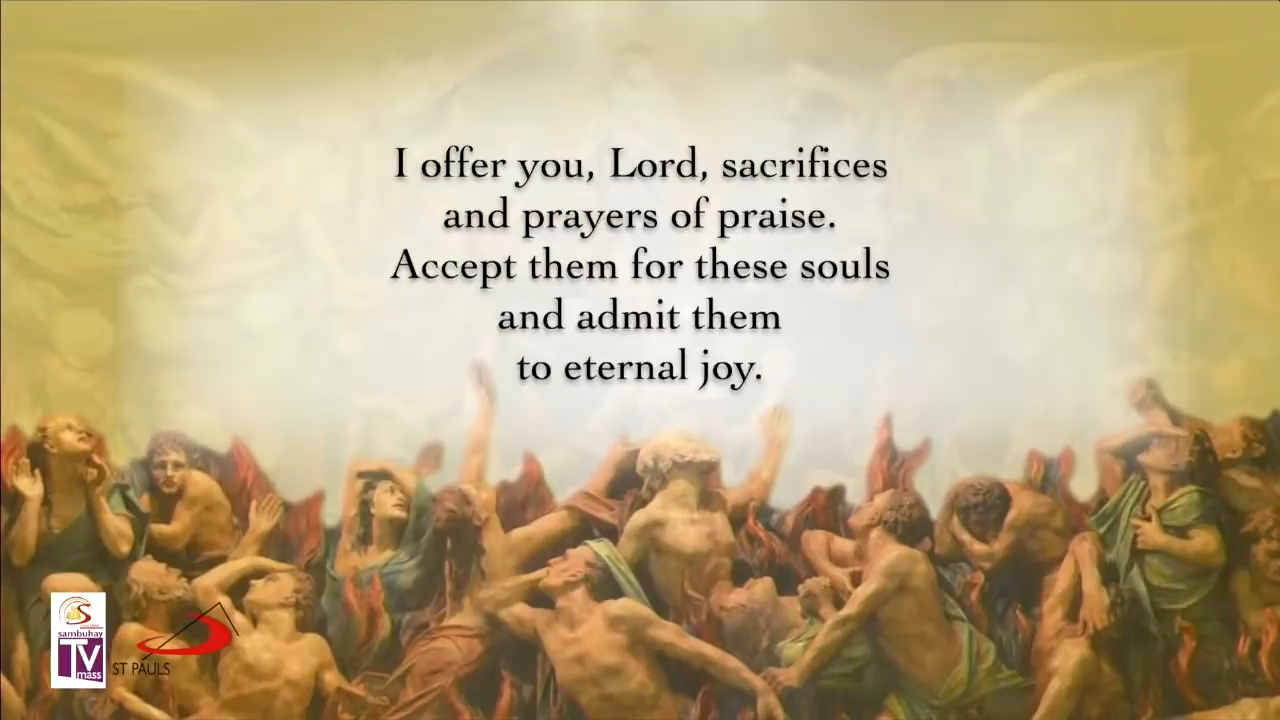 I offer you, Lord, sacrifices
and prayers of praise.
Accept them for these souls
and admit them
to eternal joy.
sambuhay
TV
mass
ST PAULS